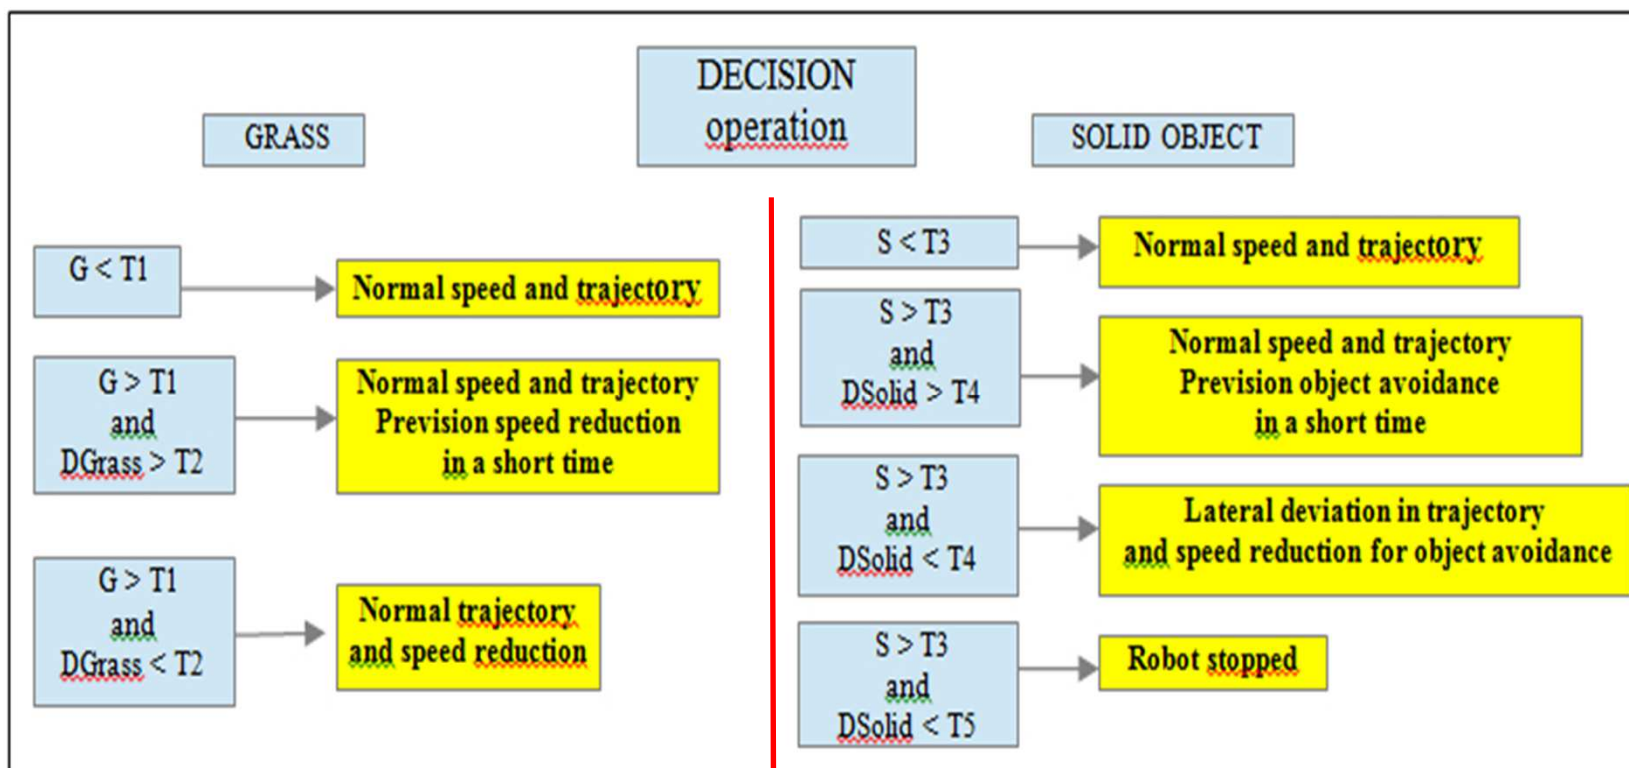 DECISION
operation
GRASS
G < T1
Normal speed and trajectory
G > T1
and
DGrass > T2
Normal speed and trajectory
Prevision speed reduction
in a short time
G > T1
and
DGrass < T2
Normal trajectory
and speed reduction
SOLID OBJECT
S < T3
Normal speed and trajectory
S > T3
and
DSolid > T4
Normal speed and trajectory
Prevision object avoidance
in a short time
S > T3
and
DSolid < T4
Lateral deviation in trajectory
and speed reduction for object avoidance
S > T3
and
DSolid < T5
Robot stopped